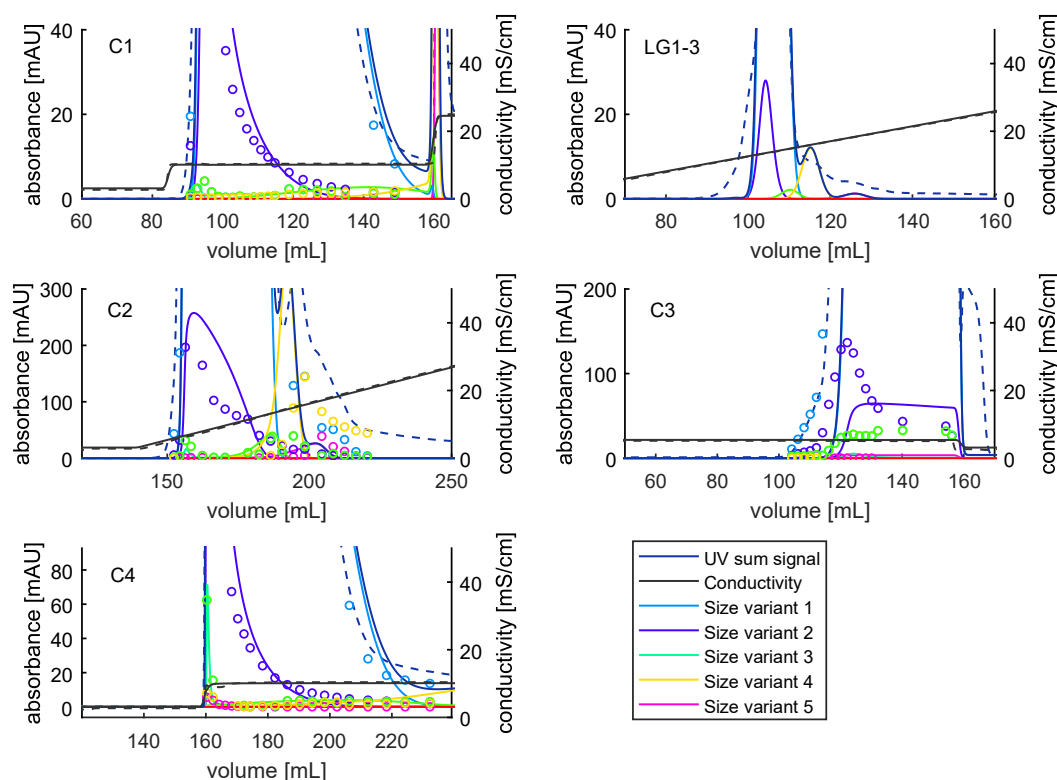 C1
absorbance [mAU]
0
20
40
60
80
100
120
140
160
volume [mL]
0
20
40
conductivity [mS/cm]
LG1-3
absorbance [mAU]
0
20
40
80
100
120
140
160
volume [mL]
0
20
40
conductivity [mS/cm]
C2
absorbance [mAU]
0
100
200
300
150
200
250
volume [mL]
0
20
40
conductivity [mS/cm]
C3
absorbance [mAU]
0
100
200
60
80
100
120
140
160
volume [mL]
0
20
40
conductivity [mS/cm]
C4
absorbance [mAU]
0
20
40
60
80
140
160
180
200
220
volume [mL]
0
20
40
conductivity [mS/cm]
UV sum signal
Conductivity
Size variant 1
Size variant 2
Size variant 3
Size variant 4
Size variant 5